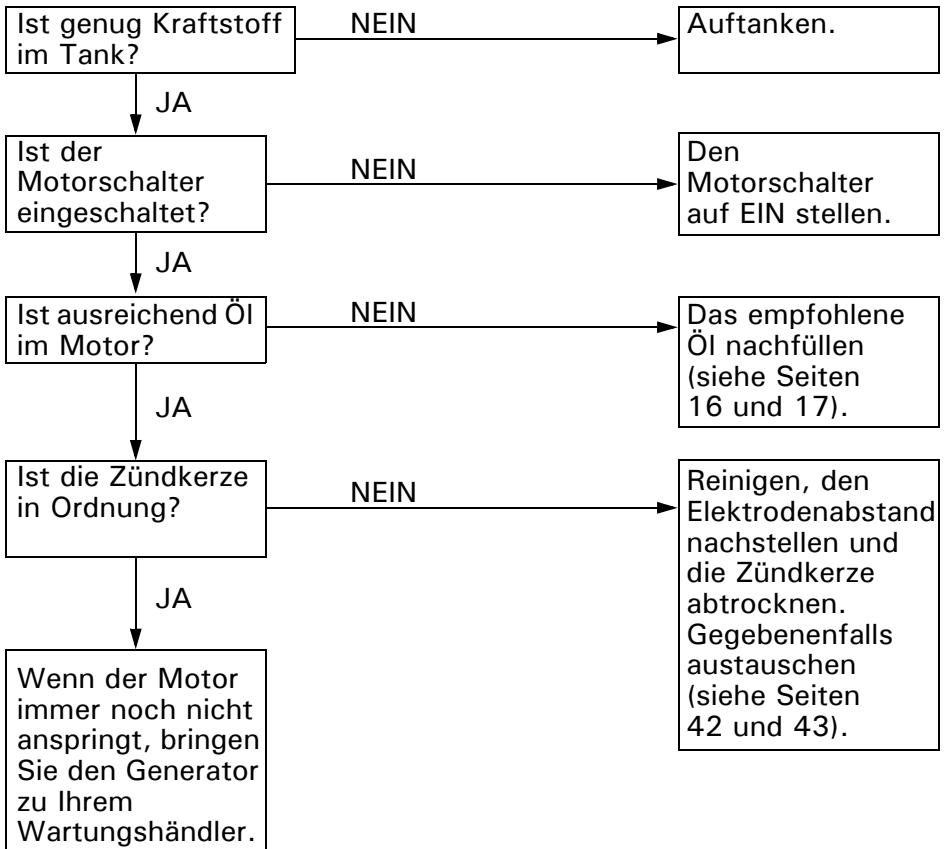 Ist genug Kraftstoff
im Tank?
NEIN
Auftanken.
JA
Ist der
Motorschalter
eingeschaltet?
NEIN
Den
Motorschalter
auf EIN stellen.
JA
Ist ausreichend Öl
im Motor?
NEIN
Das empfohlene
Öl nachfüllen
(siehe Seiten
16 und 17).
JA
Ist die Zündkerze
in Ordnung?
NEIN
Reinigen, den
Elektrodenabstand
nachstellen und
die Zündkerze
abtrocknen.
Gegebenenfalls
austauschen
(siehe Seiten
42 und 43).
JA
Wenn der Motor
immer noch nicht
anspringt, bringen
Sie den Generator
zu Ihrem
Wartungshändler.